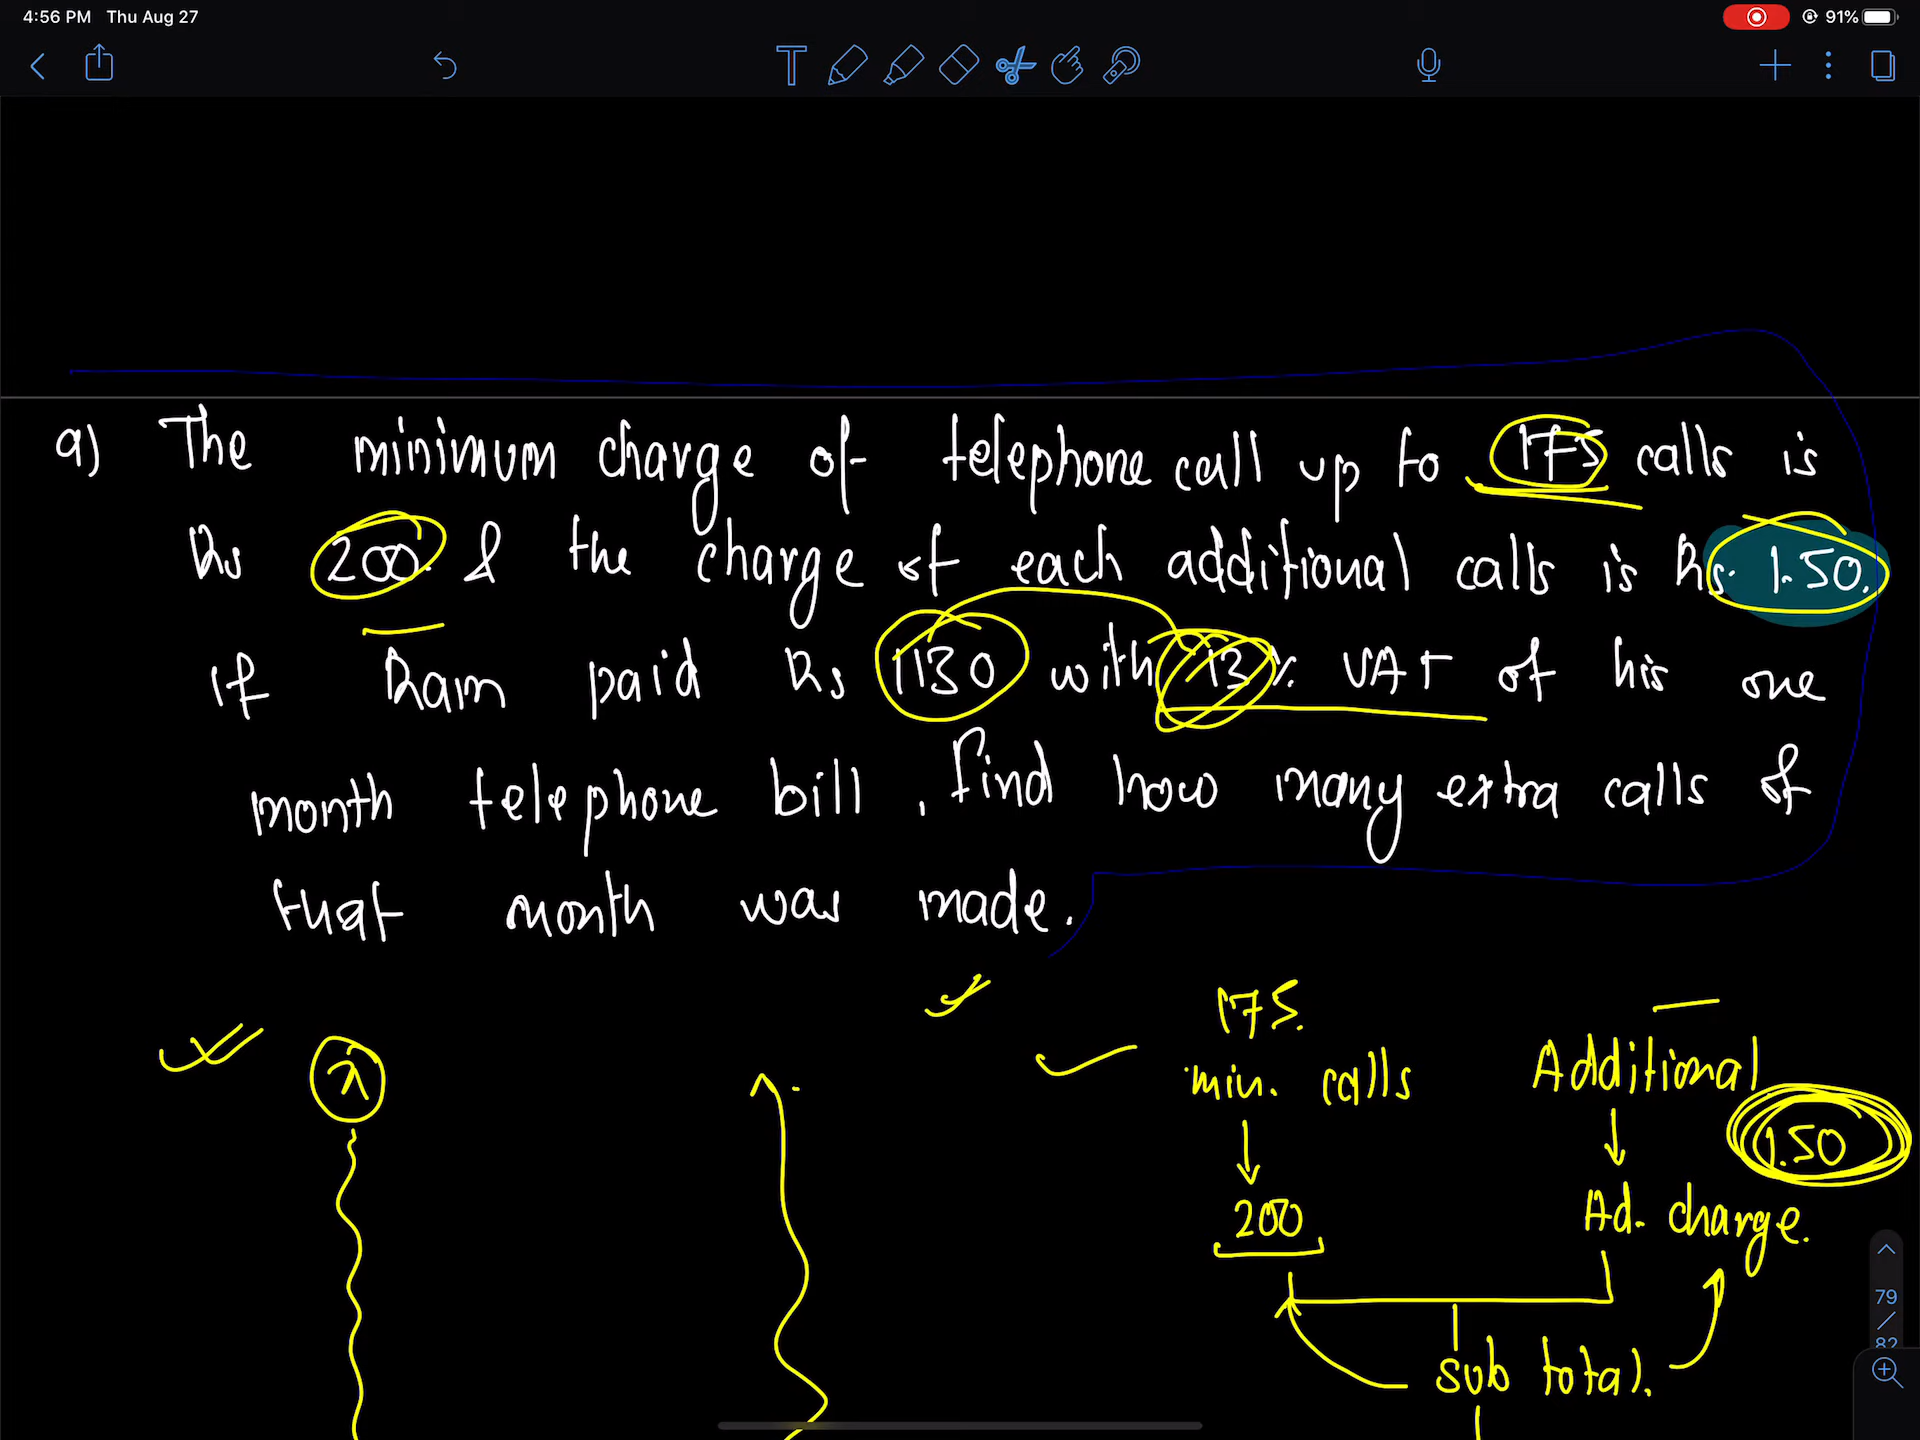 4:56 PM Thu Aug 27
91%
a) The minimum charge of telephone call up to 175 calls is
Rs 200 & the charge of each additional calls is Rs. 1.50.
if Ram paid Rs 1130 with 13% VAT of his one
month telephone bill, find how many extra calls of
that month was made.
175.
min. calls
Additional
1.50
200
Ad. charge.
sub total.
79
/
82